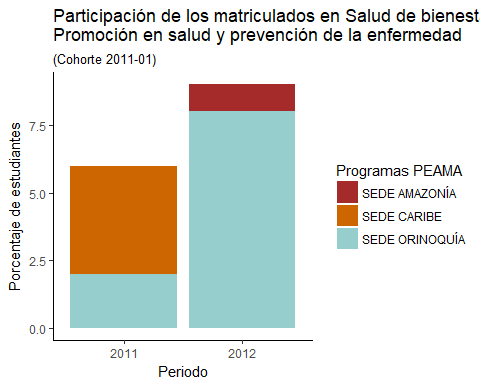 Participación de los matriculados en Salud de bienest
Promoción en salud y prevención de la enfermedad
(Cohorte 2011-01)
Porcentaje de estudiantes
7.5
5.0
2.5
0.0
2011
2012
Periodo
Programas PEAMA
SEDE AMAZONÍA
SEDE CARIBE
SEDE ORINOQUÍA